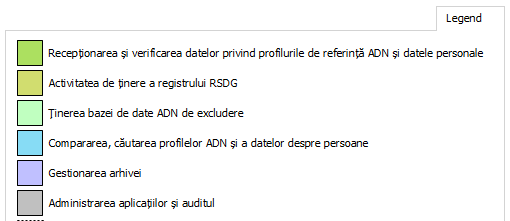 Legend
Recepționarea și verificarea datelor privind profilurile de referință ADN și datele personale
Activitatea de ținere a registrului RSDG
Ținerea bazei de date ADN de excludere
Compararea, căutarea profilelor ADN și a datelor despre persoane
Gestionarea arhivei
Administrarea aplicațiilor și auditul